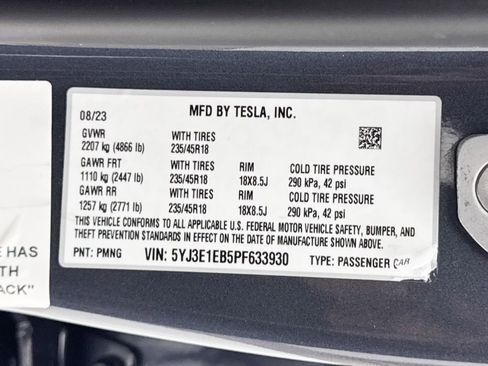 MFD BY TESLA, INC.
08/23
GVWR WITH TIRES
2207 kg (4866 lb) 235/45R18
GAWR FRT WITH TIRES RIM COLD TIRE PRESSURE
1110 kg (2447 lb) 235/45R18 18X8.5J 290 kPa, 42 psi
GAWR RR WITH TIRES RIM COLD TIRE PRESSURE
1257 kg (2771 lb) 235/45R18 18X8.5J 290 kPa, 42 psi
THIS VEHICLE CONFORMS TO ALL APPLICABLE U.S. FEDERAL MOTOR VEHICLE SAFETY, BUMPER, AND
THEFT PREVENTION STANDARDS IN EFFECT ON THE DATE OF MANUFACTURE SHOWN ABOVE.
PNT: PMNG VIN: 5YJ3E1EB5PF633930 TYPE: PASSENGER CAR
HAS
ACK"